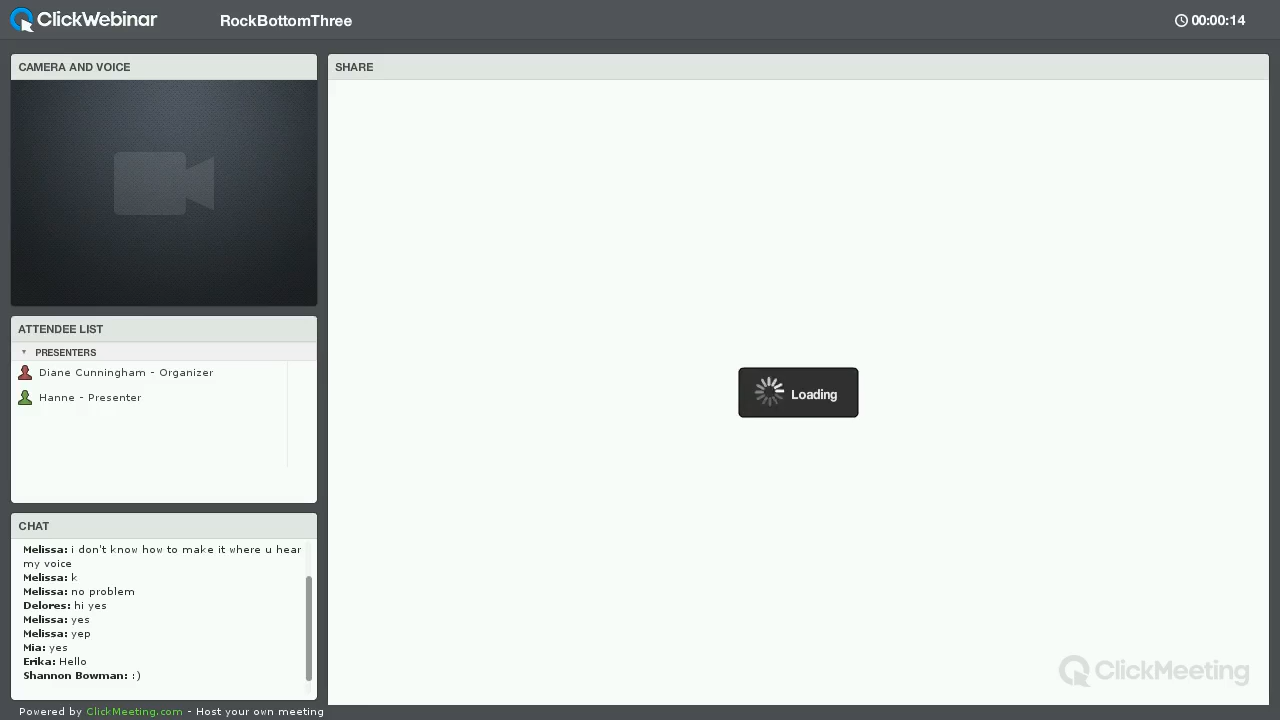 ClickWebinar
RockBottomThree
00:00:14
CAMERA AND VOICE
SHARE
ATTENDEE LIST
PRESENTERS
Diane Cunningham - Organizer
Hanne - Presenter
Loading
CHAT
Melissa: i don't know how to make it where u hear
my voice
Melissa: k
Melissa: no problem
Delores: hi yes
Melissa: yes
Melissa: yep
Mia: yes
Erika: Hello
Shannon Bowman: :)
ClickMeeting
Powered by ClickMeeting.com - Host your own meeting